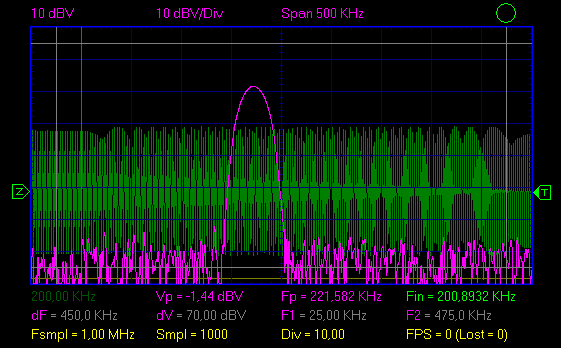 10 dBV 10 dBV/Div Span 500 KHz
Z T
200,00 KHz Vp = -1,44 dBV Fp = 221,582 KHz Fin = 200,8932 KHz
dF = 450,0 KHz dV = 70,00 dBV F1 = 25,00 KHz F2 = 475,0 KHz
Fsmpl = 1,00 MHz Smpl = 1000 Div = 10,00 FPS = 0 (Lost = 0)